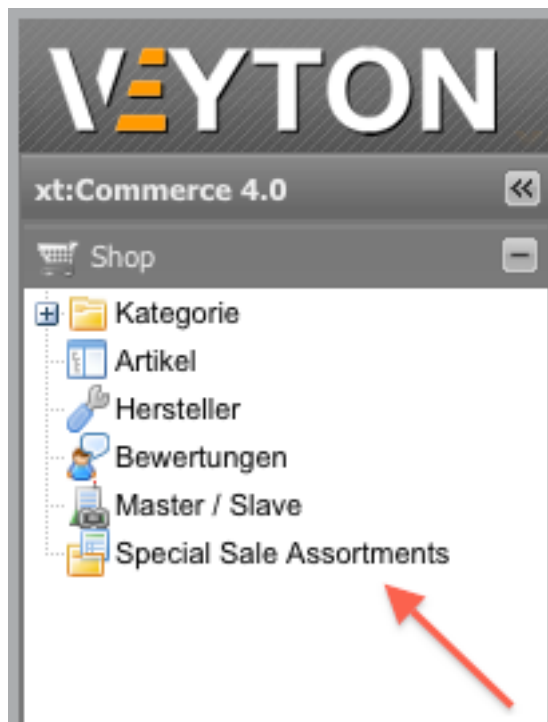 VEYTON
xt:Commerce 4.0
Shop
Kategorie
Artikel
Hersteller
Bewertungen
Master / Slave
Special Sale Assortments